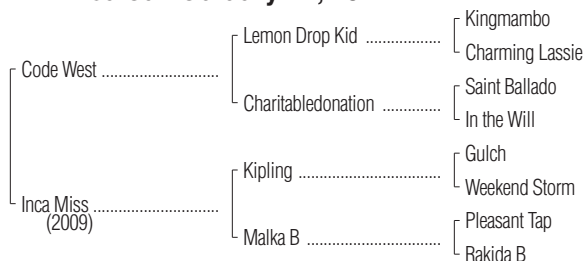 Kingmambo
Lemon Drop Kid ....................
Charming Lassie
Code West ...............................
Saint Ballado
Charitabledonation ...............
In the Will
Gulch
Kipling ...................................
Weekend Storm
Inca Miss ................................
(2009)
Pleasant Tap
Malka B .................................
Rakida B